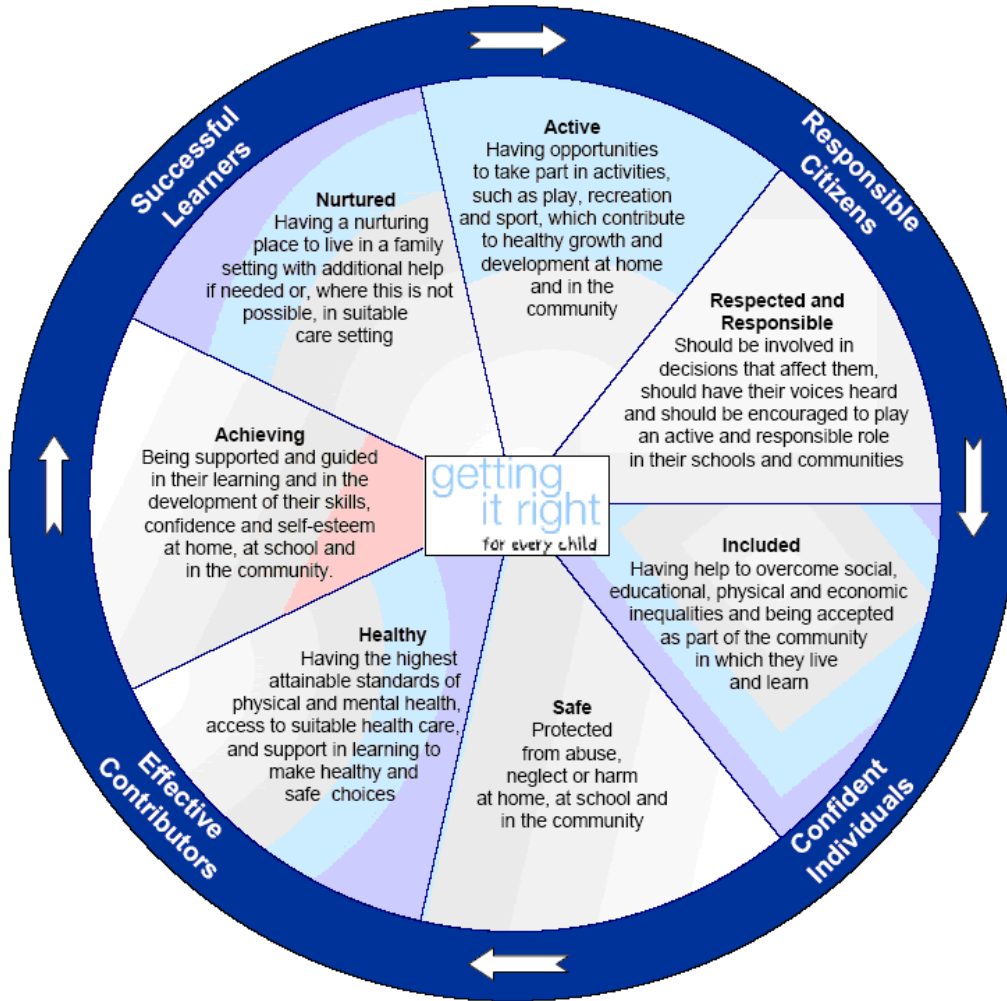 Successful
Learners
Responsible
Citizens
Active
Having opportunities
to take part in activities,
such as play, recreation
and sport, which contribute
to healthy growth and
development at home
and in the
community
Nurtured
Having a nurturing
place to live in a family
setting with additional help
if needed or, where this is not
possible, in suitable
care setting
Respected and
Responsible
Should be involved in
decisions that affect them,
should have their voices heard
and should be encouraged to play
an active and responsible role
in their schools and communities
Achieving
Being supported and guided
in their learning and in the
development of their skills,
confidence and self-esteem
at home, at school and
in the community.
getting
it right
for every child
Included
Having help to overcome social,
educational, physical and economic
inequalities and being accepted
as part of the community
in which they live
and learn
Healthy
Having the highest
attainable standards of
physical and mental health,
access to suitable health care,
and support in learning to
make healthy and
safe choices
Safe
Protected
from abuse,
neglect or harm
at home, at school and
in the community
Effective
Contributors
Confident
Individuals